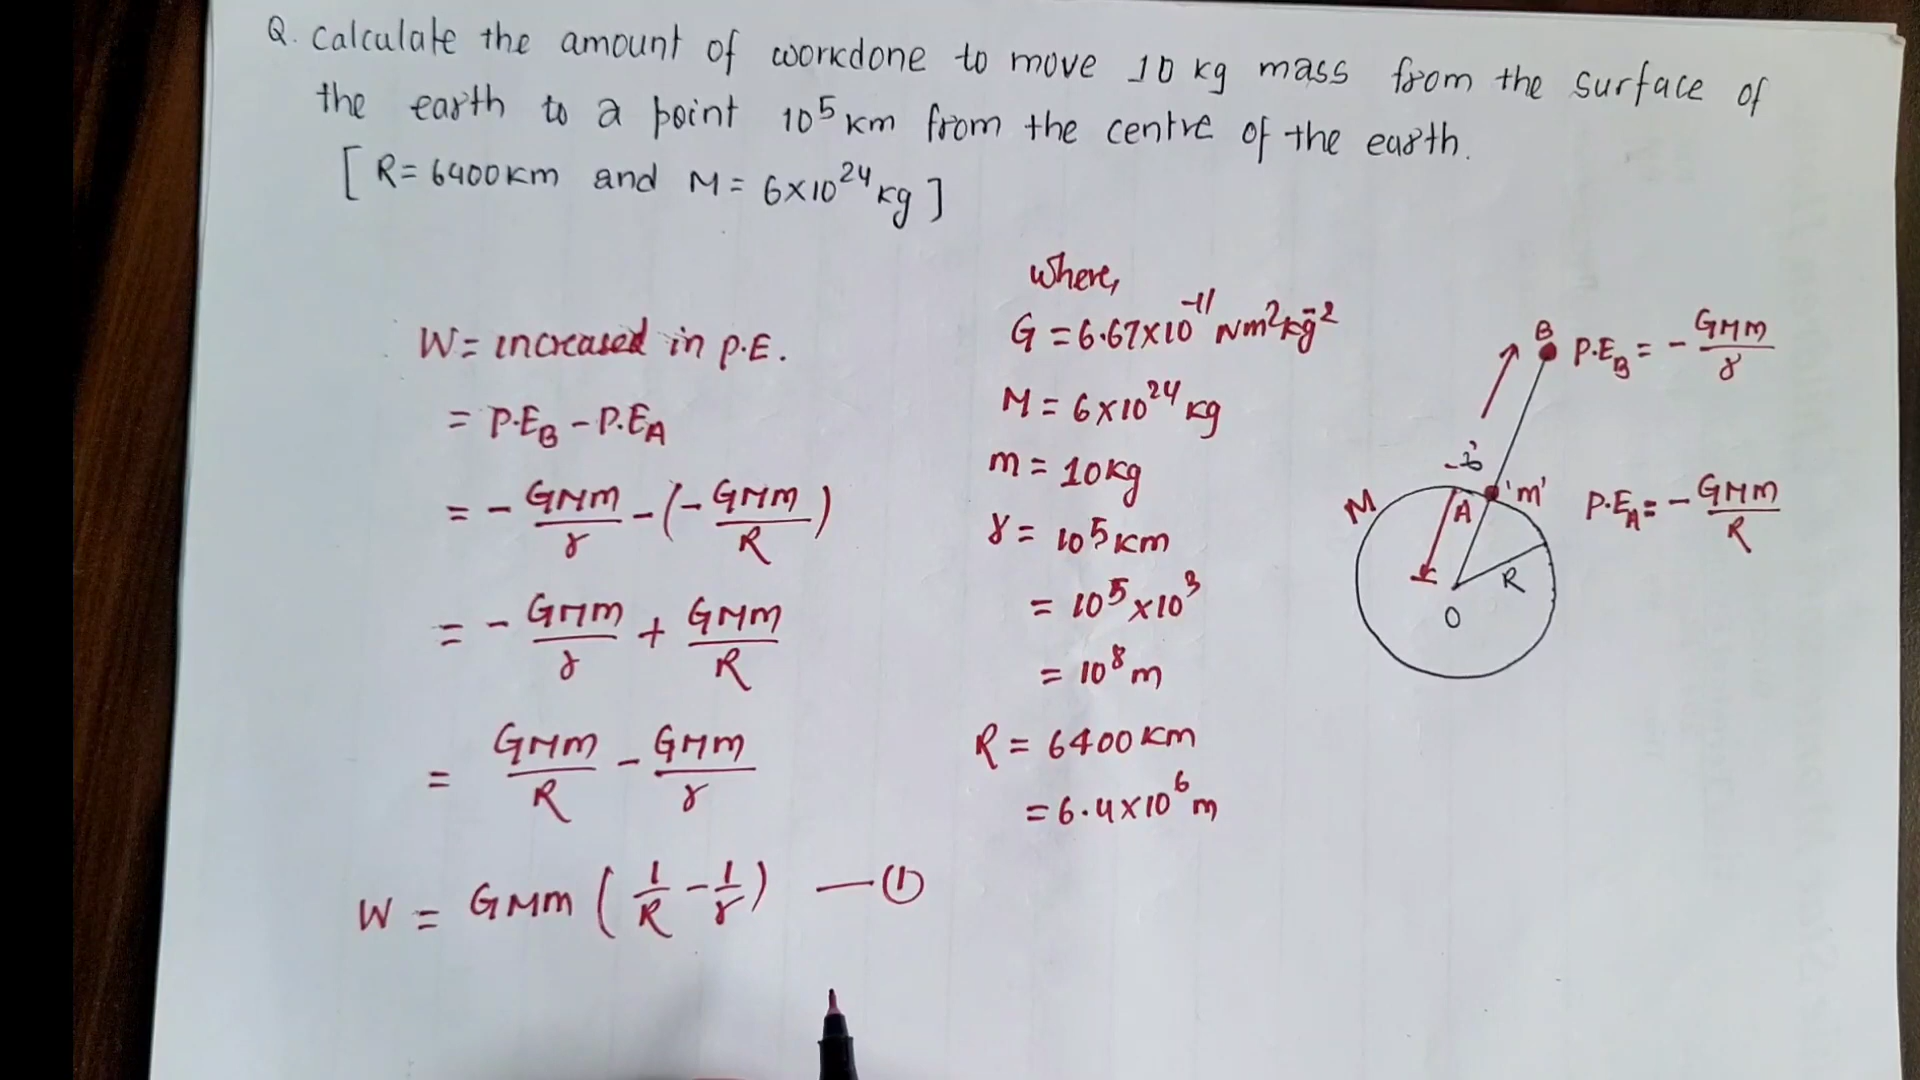 Q. Calculate the amount of workdone to move 10 kg mass from the surface of
the earth to a point 10⁵ km from the centre of the earth.
[ R = 6400 km and M = 6×10²⁴ kg ]
W = increased in P.E.
= P.E_B - P.E_A
= - GMm/r - (- GMm/R)
= - GMm/r + GMm/R
= GMm/R - GMm/r
W = GMm ( 1/R - 1/r ) — ①
where,
G = 6.67×10⁻¹¹ Nm²kg⁻²
M = 6×10²⁴ kg
m = 10kg
r = 10⁵ km
= 10⁵×10³
= 10⁸ m
R = 6400 km
= 6.4×10⁶ m
B P.E_B = - GMm/r
M A 'm' P.E_A = - GMm/R
R
O